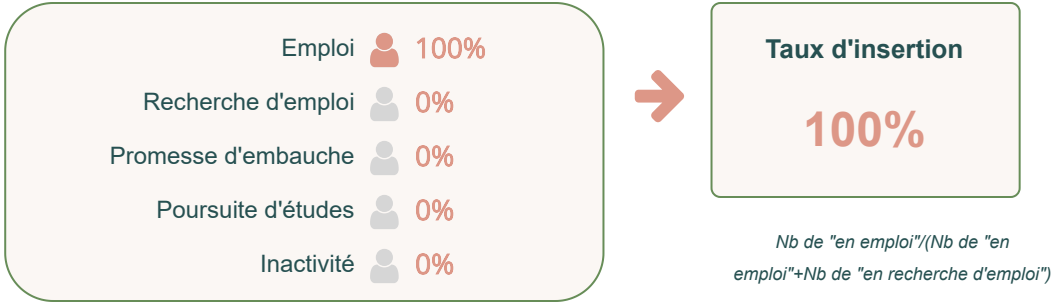 Emploi 100%
Recherche d'emploi 0%
Promesse d'embauche 0%
Poursuite d'études 0%
Inactivité 0%
Taux d'insertion
100%
Nb de "en emploi"/(Nb de "en
emploi"+Nb de "en recherche d'emploi")